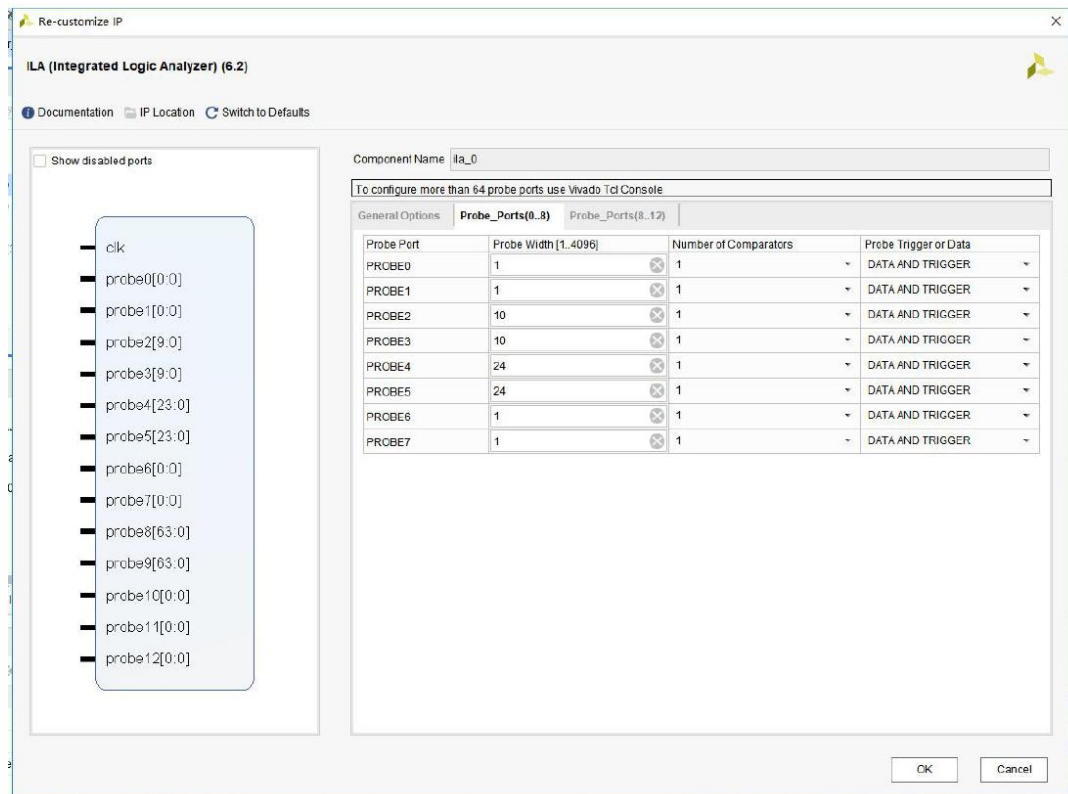 Re-customize IP
ILA (Integrated Logic Analyzer) (6.2)
Documentation IP Location Switch to Defaults
Show disabled ports
clk
probe0[0:0]
probe1[0:0]
probe2[9:0]
probe3[9:0]
probe4[23:0]
probe5[23:0]
probe6[0:0]
probe7[0:0]
probe8[63:0]
probe9[63:0]
probe10[0:0]
probe11[0:0]
probe12[0:0]
Component Name ila_0
To configure more than 64 probe ports use Vivado Tcl Console
General Options Probe_Ports(0..8) Probe_Ports(8..12)
Probe Port Probe Width [1..4096] Number of Comparators Probe Trigger or Data
PROBE0 1 1 DATA AND TRIGGER
PROBE1 1 1 DATA AND TRIGGER
PROBE2 10 1 DATA AND TRIGGER
PROBE3 10 1 DATA AND TRIGGER
PROBE4 24 1 DATA AND TRIGGER
PROBE5 24 1 DATA AND TRIGGER
PROBE6 1 1 DATA AND TRIGGER
PROBE7 1 1 DATA AND TRIGGER
OK Cancel